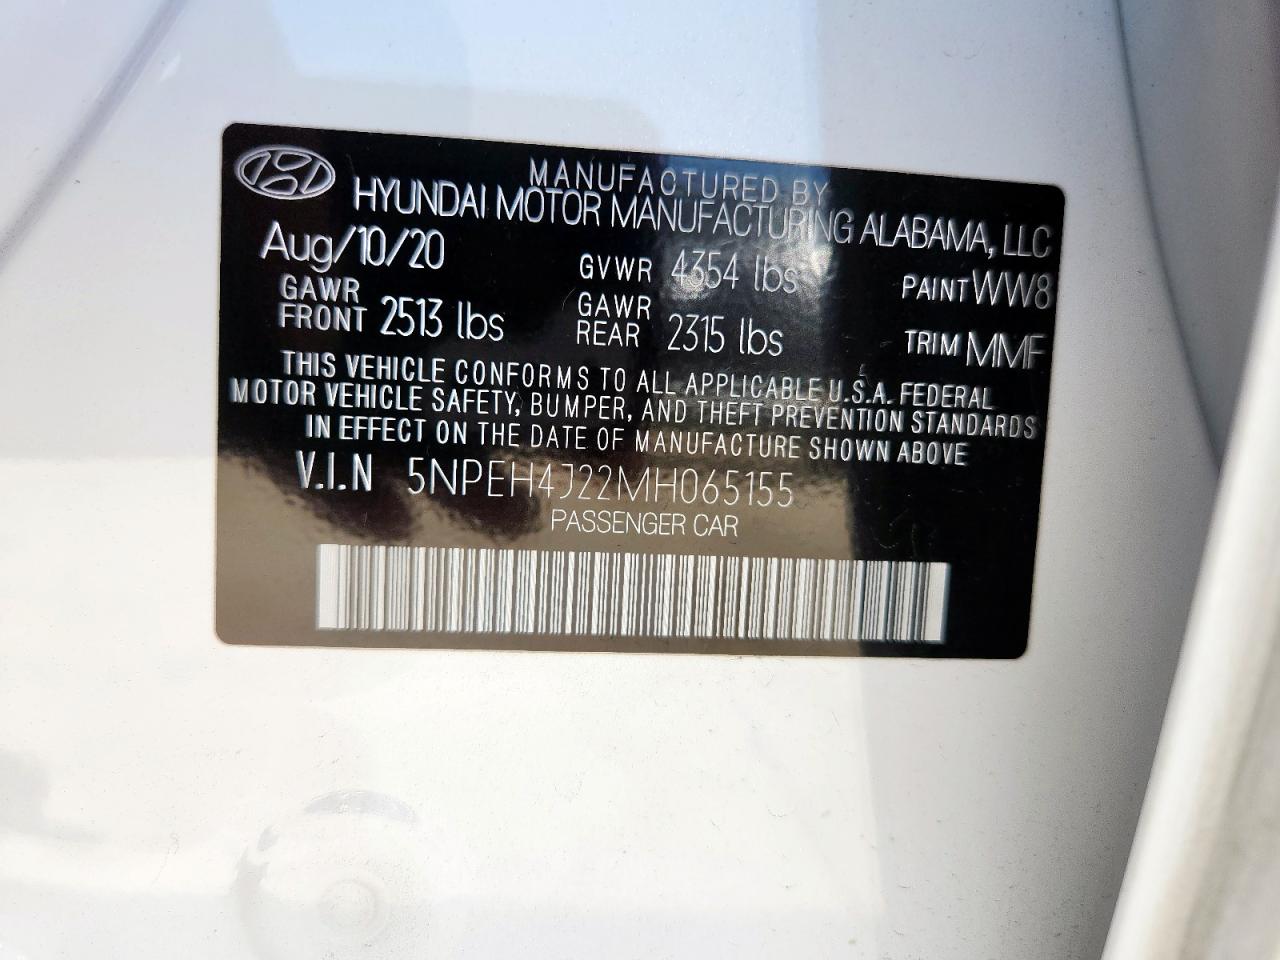 MANUFACTURED BY
HYUNDAI MOTOR MANUFACTURING ALABAMA, LLC
Aug/10/20 GVWR 4354 lbs PAINT WW8
GAWR FRONT 2513 lbs GAWR REAR 2315 lbs TRIM MMF
THIS VEHICLE CONFORMS TO ALL APPLICABLE U.S.A. FEDERAL
MOTOR VEHICLE SAFETY, BUMPER, AND THEFT PREVENTION STANDARDS
IN EFFECT ON THE DATE OF MANUFACTURE SHOWN ABOVE
V.I.N 5NPEH4J22MH065155
PASSENGER CAR